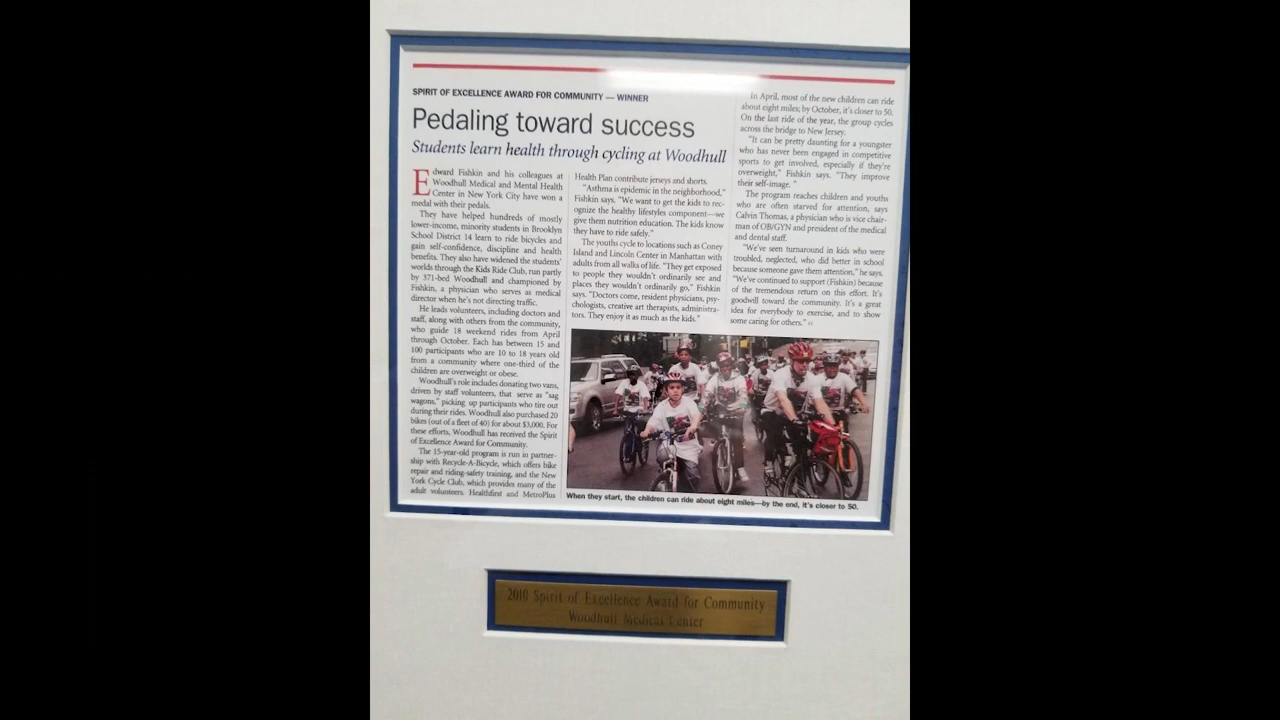 SPIRIT OF EXCELLENCE AWARD FOR COMMUNITY — WINNER
Pedaling toward success
Students learn health through cycling at Woodhull
Edward Fishkin and his colleagues at
Woodhull Medical and Mental Health
Center in New York City have won a
medal with their pedals.
They have helped hundreds of mostly
lower-income, minority students in Brooklyn
School District 14 learn to ride bicycles and
gain self-confidence, discipline and health
benefits. They also have widened the students'
worlds through the Kids Ride Club, run partly
by 371-bed Woodhull and championed by
Fishkin, a physician who serves as medical
director when he's not directing traffic.
He leads volunteers, including doctors and
staff, along with others from the community,
who guide 18 weekend rides from April
through October. Each has between 15 and
100 participants who are 10 to 18 years old
from a community where one-third of the
children are overweight or obese.
Woodhull's role includes donating two vans,
driven by staff volunteers, that serve as "sag
wagons," picking up participants who tire out
during their rides. Woodhull also purchased 20
bikes (out of a fleet of 40) for about $3,000. For
these efforts, Woodhull has received the Spirit
of Excellence Award for Community.
The 15-year-old program is run in partner-
ship with Recycle-A-Bicycle, which offers bike
repair and riding-safety training, and the New
York Cycle Club, which provides many of the
adult volunteers. Healthfirst and MetroPlus
Health Plan contribute jerseys and shorts.
"Asthma is epidemic in the neighborhood,"
Fishkin says. "We want to get the kids to rec-
ognize the healthy lifestyles component—we
give them nutrition education. The kids know
they have to ride safely."
The youths cycle to locations such as Coney
Island and Lincoln Center in Manhattan with
adults from all walks of life. "They get exposed
to people they wouldn't ordinarily see and
places they wouldn't ordinarily go," Fishkin
says. "Doctors come, resident physicians, psy-
chologists, creative art therapists, administra-
tors. They enjoy it as much as the kids."
In April, most of the new children can ride
about eight miles; by October, it's closer to 50.
On the last ride of the year, the group cycles
across the bridge to New Jersey.
"It can be pretty daunting for a youngster
who has never been engaged in competitive
sports to get involved, especially if they're
overweight," Fishkin says. "They improve
their self-image. "
The program reaches children and youths
who are often starved for attention, says
Calvin Thomas, a physician who is vice chair-
man of OB/GYN and president of the medical
and dental staff.
"We've seen turnaround in kids who were
troubled, neglected, who did better in school
because someone gave them attention," he says.
"We've continued to support (Fishkin) because
of the tremendous return on this effort. It's
goodwill toward the community. It's a great
idea for everybody to exercise, and to show
some caring for others."
When they start, the children can ride about eight miles—by the end, it's closer to 50.
2010 Spirit of Excellence Award for Community
Woodhull Medical Center